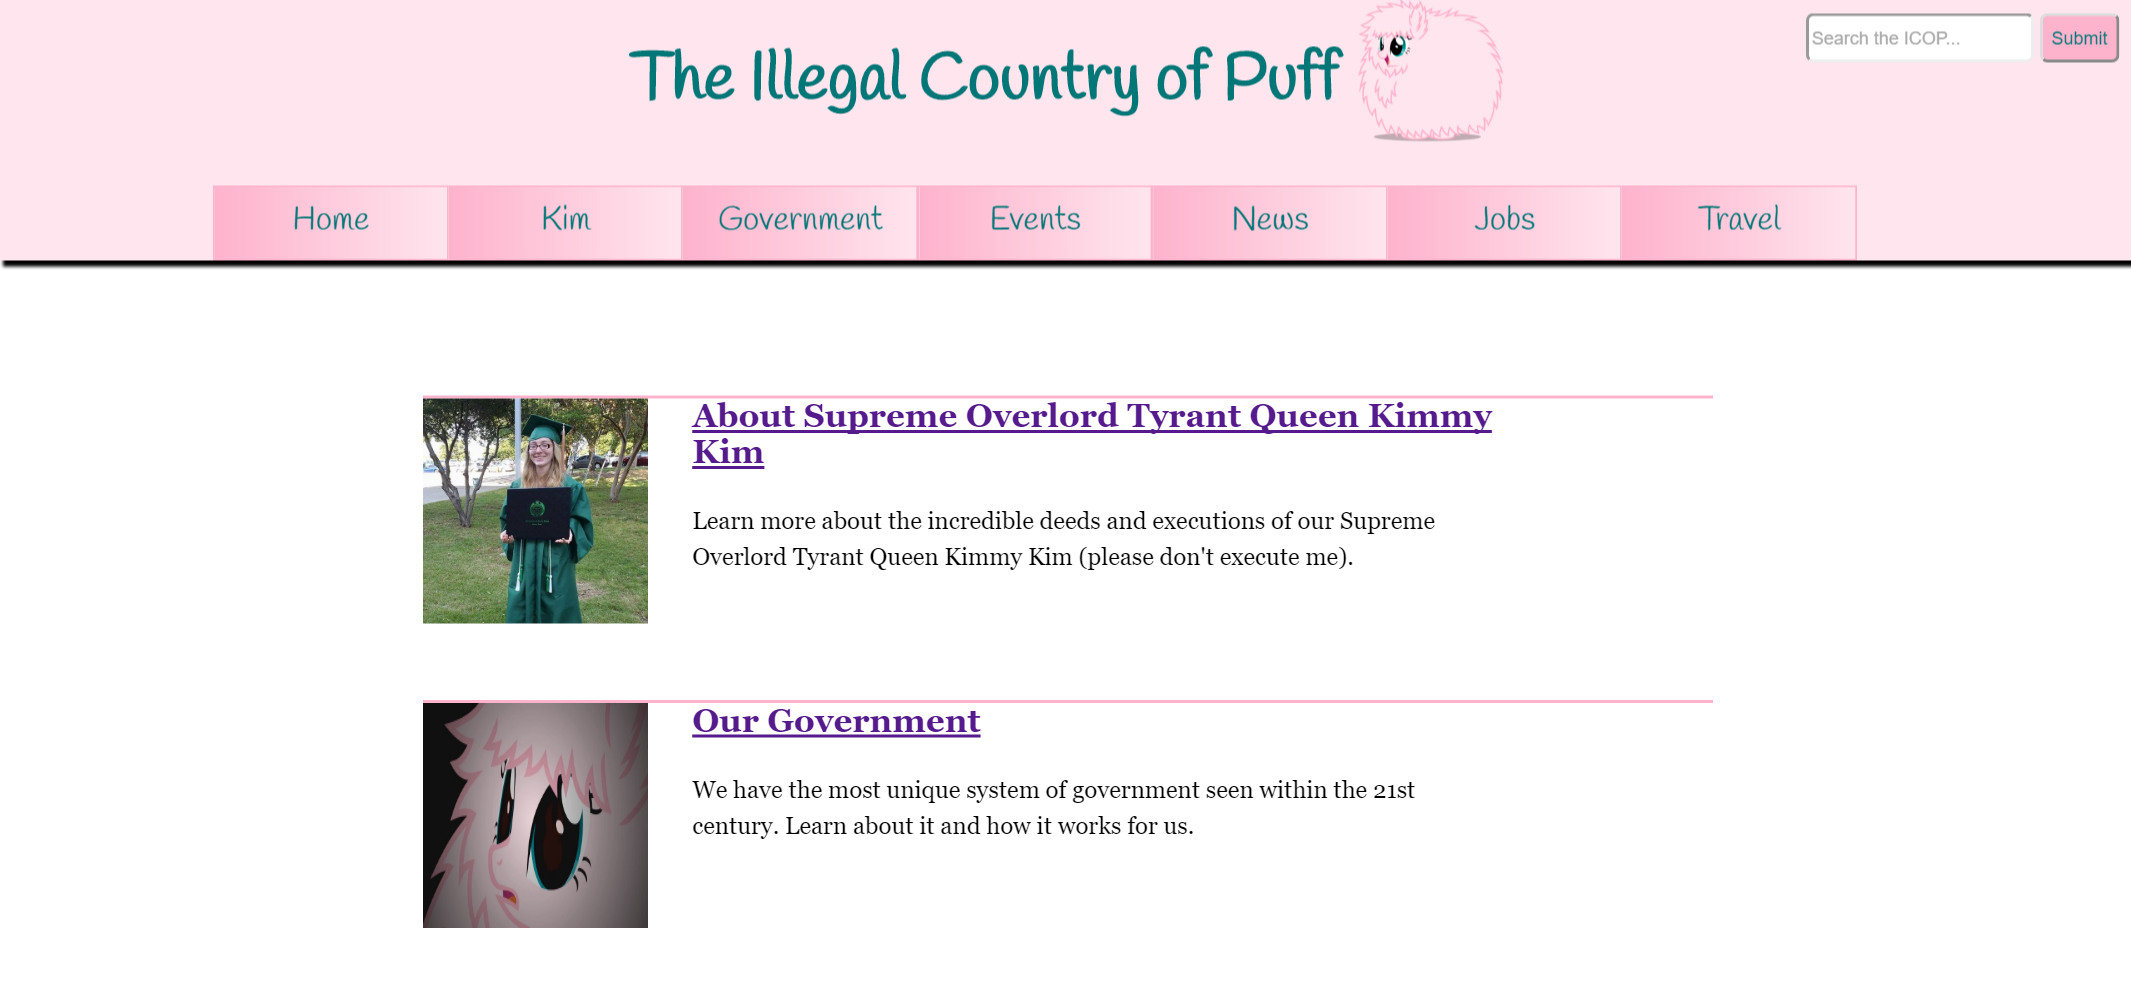 The Illegal Country of Puff
Search the ICOP...
Submit
Home
Kim
Government
Events
News
Jobs
Travel
About Supreme Overlord Tyrant Queen Kimmy
Kim
Learn more about the incredible deeds and executions of our Supreme
Overlord Tyrant Queen Kimmy Kim (please don't execute me).
Our Government
We have the most unique system of government seen within the 21st
century. Learn about it and how it works for us.